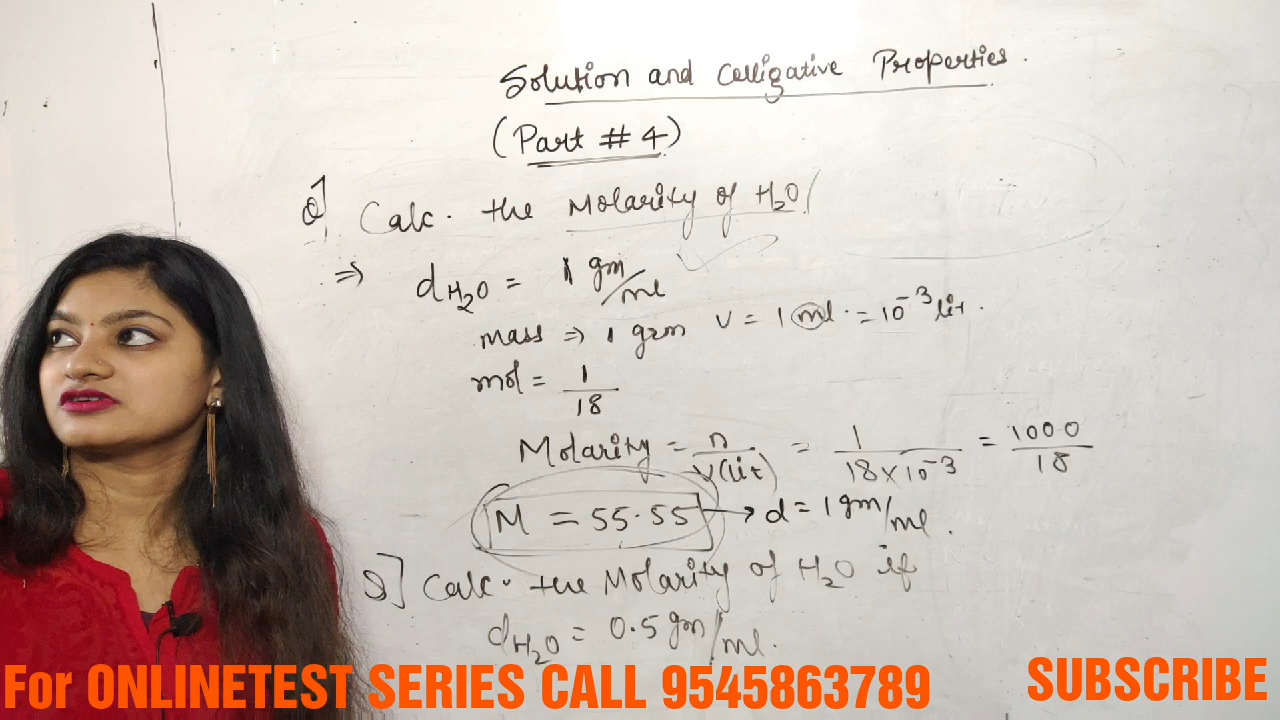 Solution and Colligative Properties.
(Part # 4)
Q] Calc. the Molarity of H₂O
⇒ dH₂O = 1 gm/ml
mass ⇒ 1 grm V = 1 ml. = 10⁻³ lit.
mol = 1/18
Molarity = n/V(lit) = 1/18×10⁻³ = 1000/18
M = 55.55 → d = 1 gm/ml.
Q] Calc. the Molarity of H₂O if
dH₂O = 0.5 gm/ml.
For ONLINETEST SERIES CALL 9545863789 SUBSCRIBE